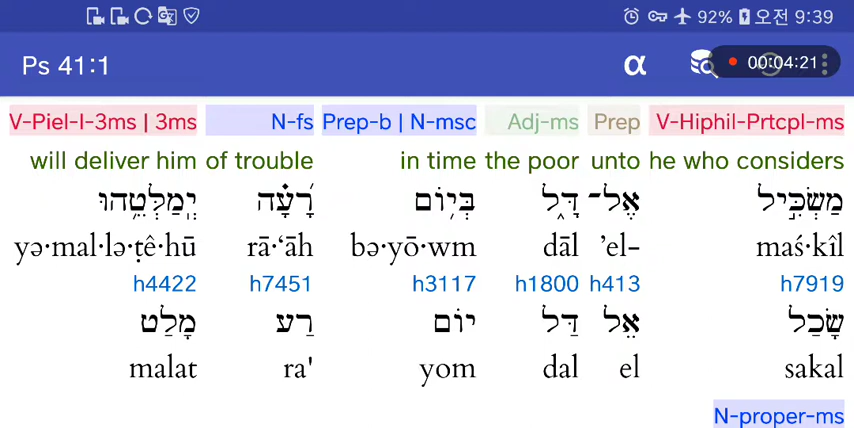 92% 오전 9:39
Ps 41:1 α 00:04:21
V-Piel-I-3ms | 3ms N-fs Prep-b | N-msc Adj-ms Prep V-Hiphil-Prtcpl-ms
will deliver him of trouble in time the poor unto he who considers
מַשְׂכִּ֣יל אֶל־ דָּ֑ל בְּי֥וֹם רָ֝עָ֗ה יְֽמַלְּטֵ֥הוּ
yə·mal·lə·ṭê·hū rā·‘āh bə·yō·wm dāl ’el- maś·kîl
h4422 h7451 h3117 h1800 h413 h7919
שָׂכַל אֵל דַּל יוֹם רַע מָלַט
malat ra' yom dal el sakal
N-proper-ms